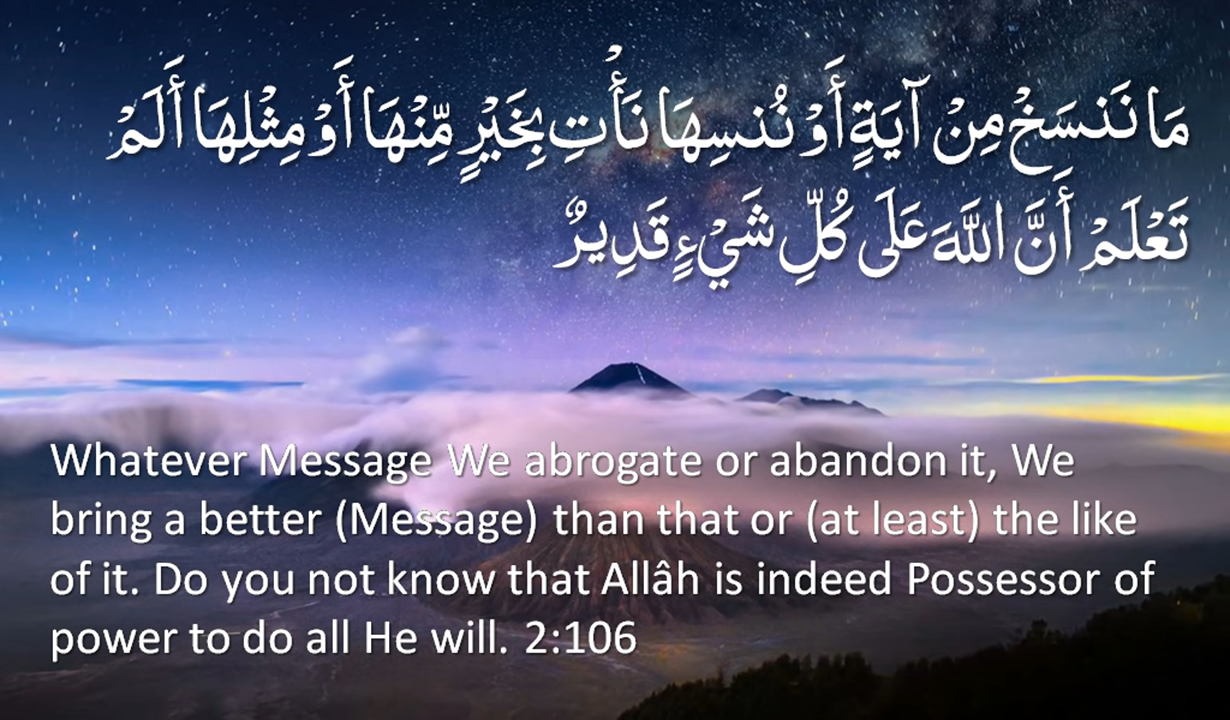 مَا نَنسَخْ مِنْ آيَةٍ أَوْ نُنسِهَا نَأْتِ بِخَيْرٍ مِّنْهَا أَوْ مِثْلِهَا أَلَمْ
تَعْلَمْ أَنَّ اللَّهَ عَلَى كُلِّ شَيْءٍ قَدِيرٌ
Whatever Message We abrogate or abandon it, We
bring a better (Message) than that or (at least) the like
of it. Do you not know that Allâh is indeed Possessor of
power to do all He will. 2:106